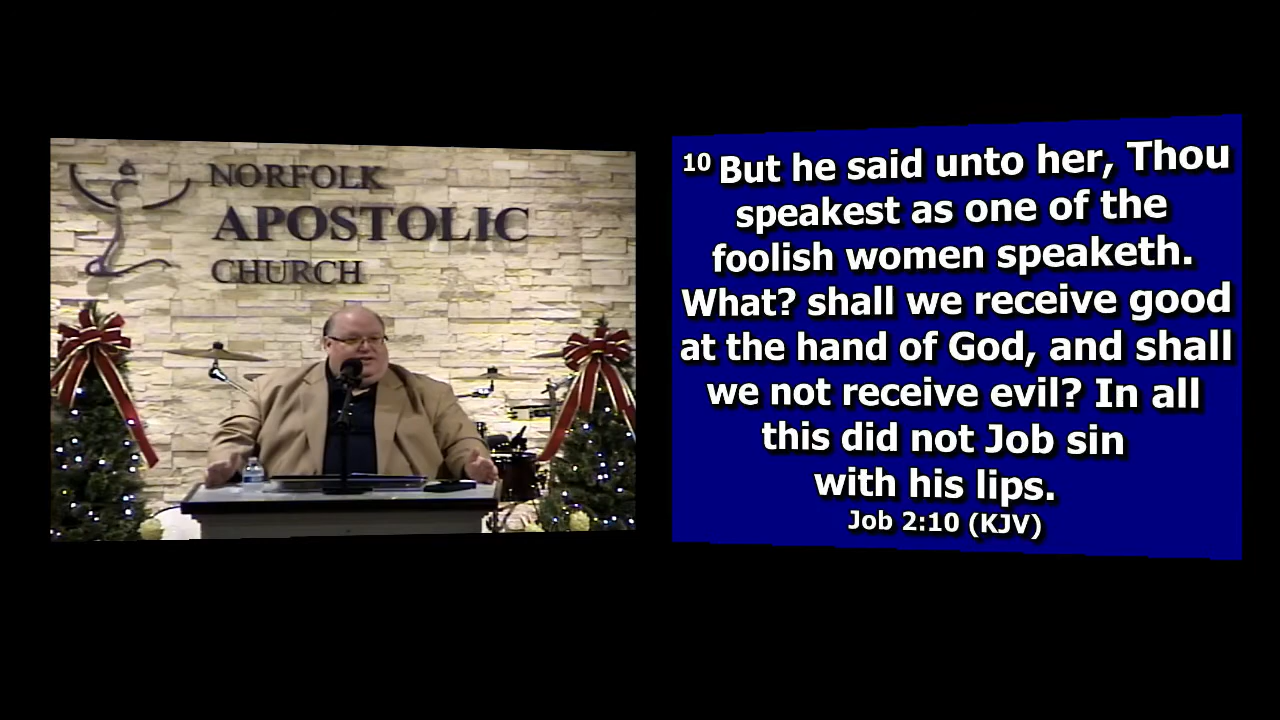 NORFOLK
APOSTOLIC
CHURCH
10 But he said unto her, Thou
speakest as one of the
foolish women speaketh.
What? shall we receive good
at the hand of God, and shall
we not receive evil? In all
this did not Job sin
with his lips.
Job 2:10 (KJV)